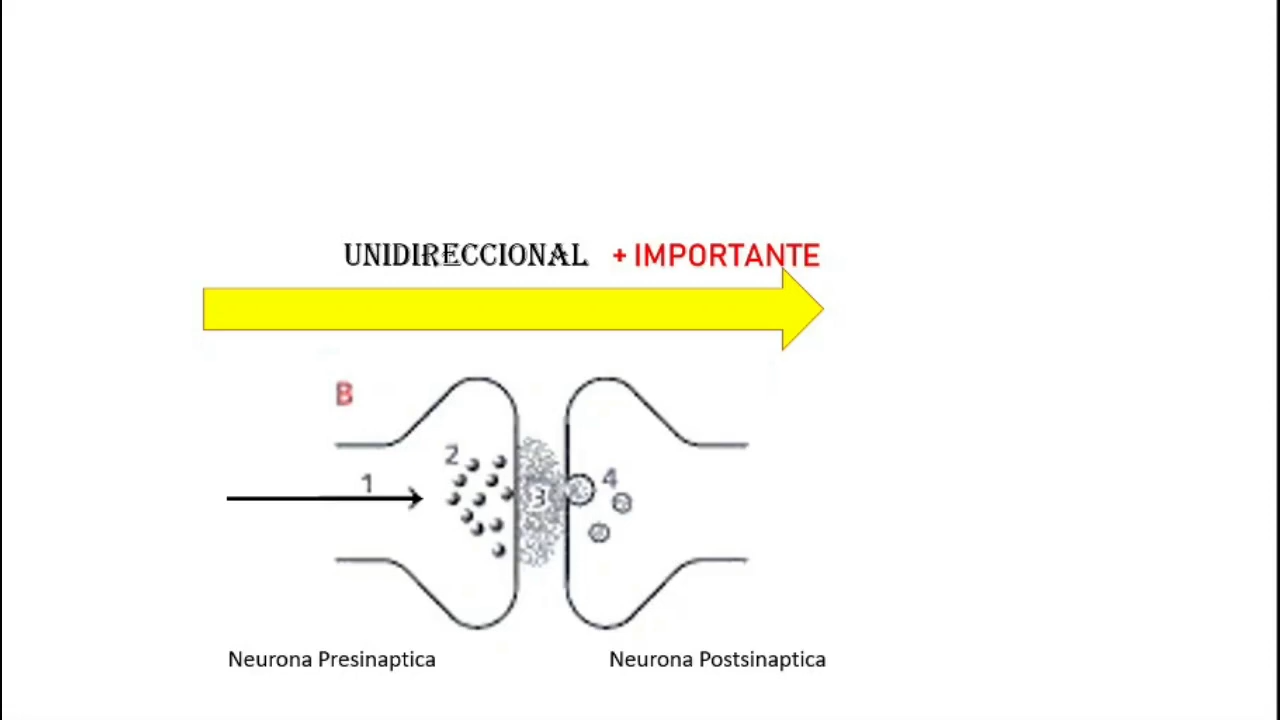 UNIDIRECCIONAL + IMPORTANTE
B
2
1
3
4
Neurona Presinaptica
Neurona Postsinaptica